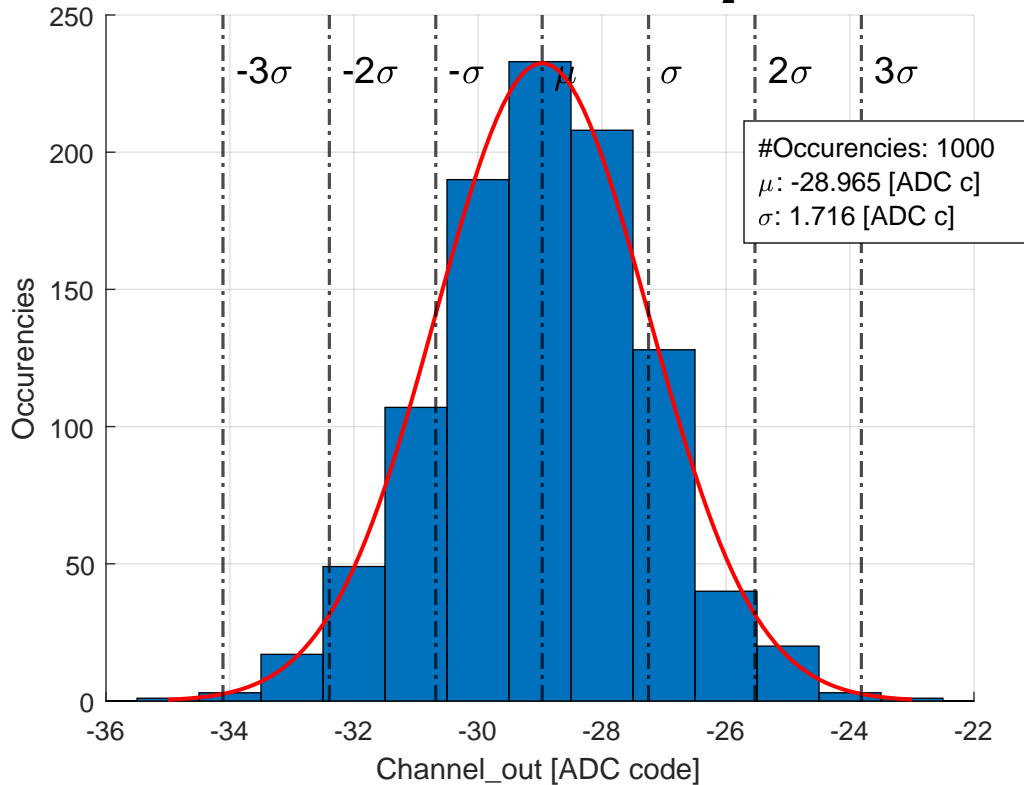 250
200
150
100
50
0
-3σ -2σ -σ μ σ 2σ 3σ
#Occurencies: 1000
μ: -28.965 [ADC c]
σ: 1.716 [ADC c]
Occurencies
-36 -34 -32 -30 -28 -26 -24 -22
Channel_out [ADC code]